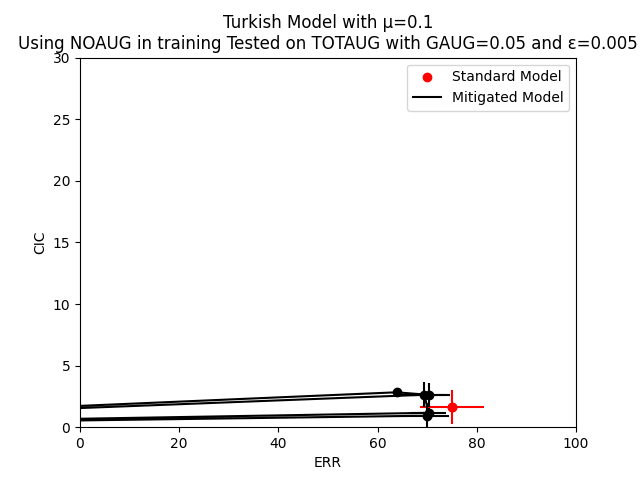 Turkish Model with μ=0.1
Using NOAUG in training Tested on TOTAUG with GAUG=0.05 and ε=0.005
Standard Model
Mitigated Model
30
25
20
15
10
5
0
CIC
0 20 40 60 80 100
ERR